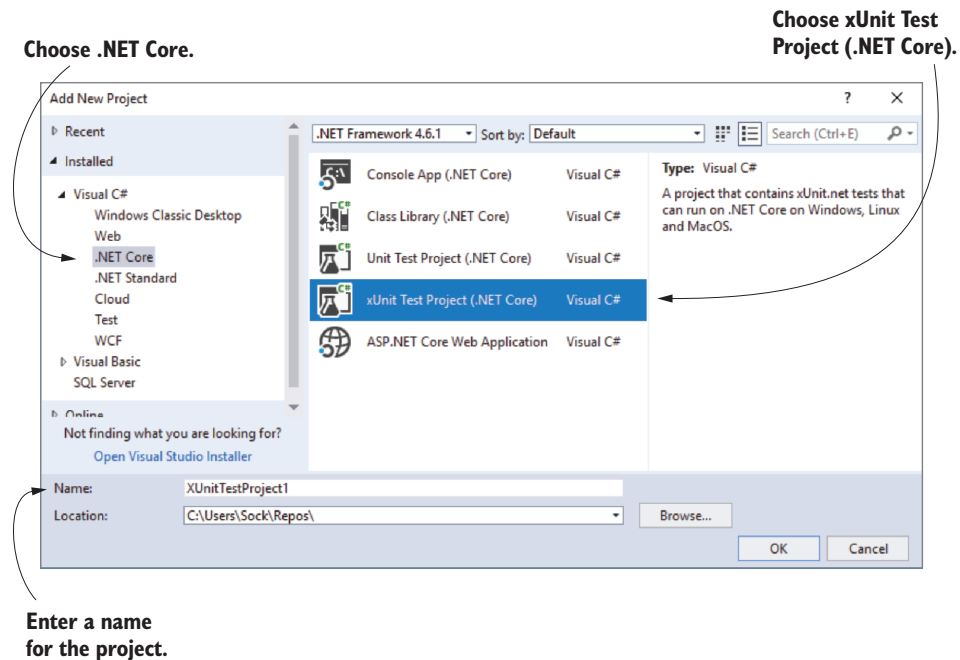 Choose .NET Core.
Choose xUnit Test
Project (.NET Core).
Add New Project
?
Recent
Installed
Visual C#
Windows Classic Desktop
Web
.NET Core
.NET Standard
Cloud
Test
WCF
Visual Basic
SQL Server
Online
Not finding what you are looking for?
Open Visual Studio Installer
.NET Framework 4.6.1
Sort by: Default
Search (Ctrl+E)
Console App (.NET Core) Visual C#
Class Library (.NET Core) Visual C#
Unit Test Project (.NET Core) Visual C#
xUnit Test Project (.NET Core) Visual C#
ASP.NET Core Web Application Visual C#
Type: Visual C#
A project that contains xUnit.net tests that
can run on .NET Core on Windows, Linux
and MacOS.
Name: XUnitTestProject1
Location: C:\Users\Sock\Repos\
Browse...
OK Cancel
Enter a name
for the project.